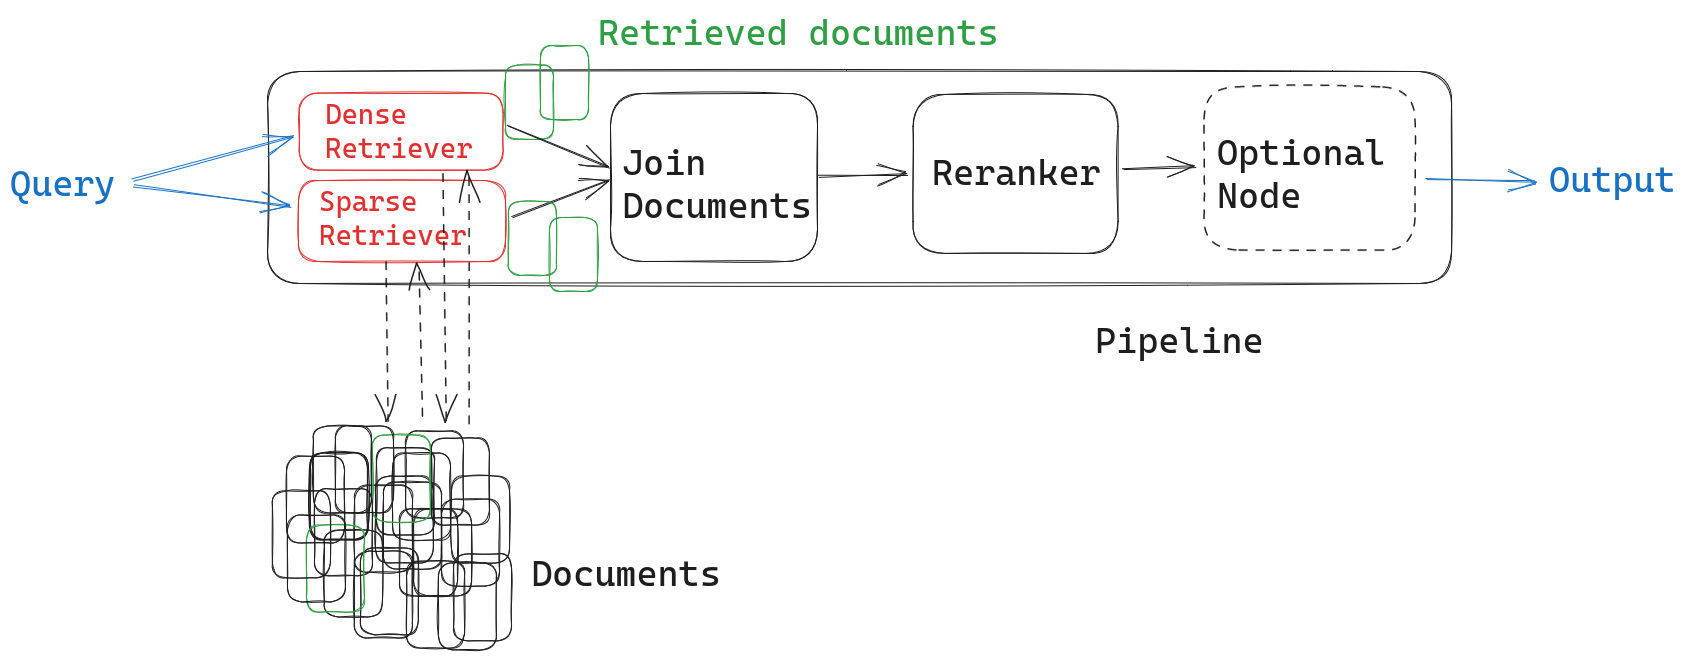 Retrieved documents
Query
Dense
Retriever
Sparse
Retriever
Join
Documents
Reranker
Optional
Node
Output
Pipeline
Documents